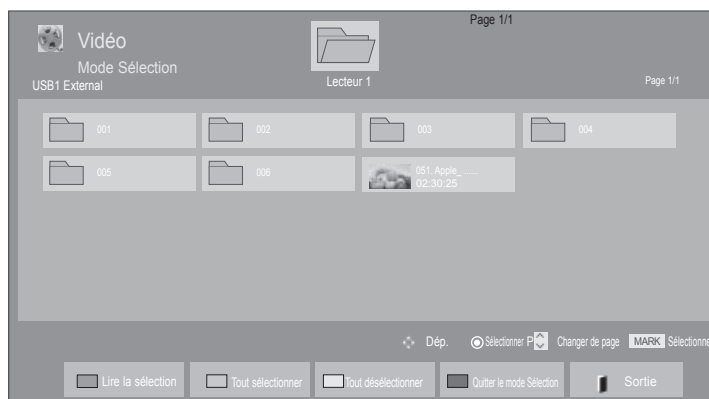 Page 1/1
Vidéo
Mode Sélection
USB1 External
Lecteur 1
Page 1/1
001
002
003
004
005
006
051. Apple_ ......
02:30:25
Dép.
Sélectionner
P
Changer de page
MARK
Sélectionne
Lire la sélection
Tout sélectionner
Tout désélectionner
Quitter le mode Sélection
Sortie